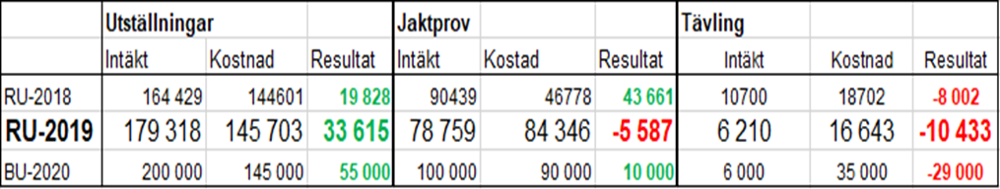 Utställningar Jaktprov Tävling
Intäkt Kostnad Resultat Intäkt Kostad Resultat Intäkt Kostnad Resultat
RU-2018 164 429 144601 19 828 90439 46778 43 661 10700 18702 -8 002
RU-2019 179 318 145 703 33 615 78 759 84 346 -5 587 6 210 16 643 -10 433
BU-2020 200 000 145 000 55 000 100 000 90 000 10 000 6 000 35 000 -29 000